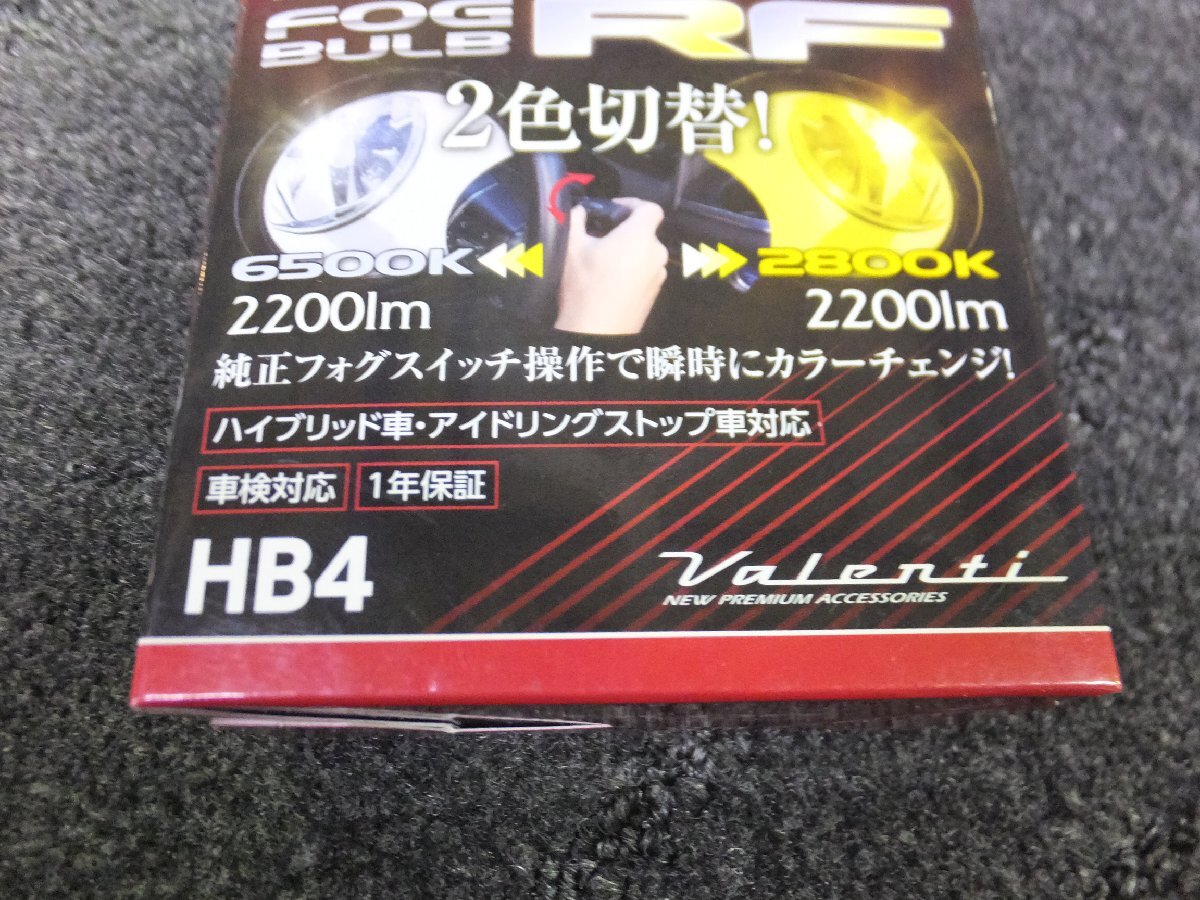 FOG
BULB RF
2色切替!
6500K 2800K
2200lm 2200lm
純正フォグスイッチ操作で瞬時にカラーチェンジ!
ハイブリッド車・アイドリングストップ車対応
車検対応 1年保証
HB4
Valenti
NEW PREMIUM ACCESSORIES